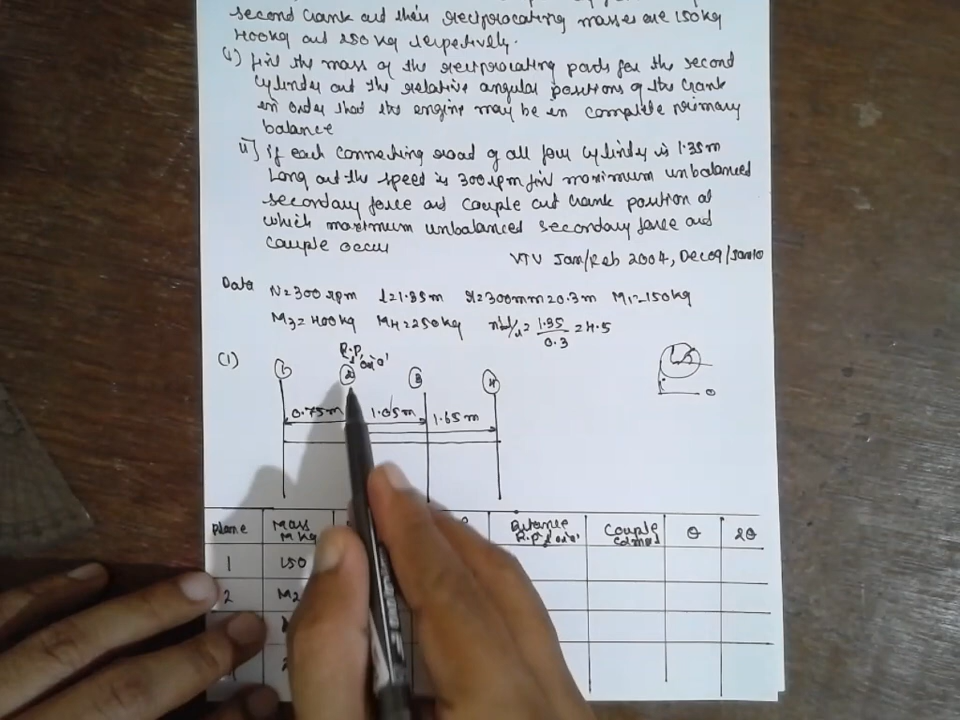 second crank and their reciprocating masses are 150kg
400kg and 250 kg respectively.
(i) find the mass of the reciprocating parts for the second
cylinder and the relative angular positions of the crank
in order that the engine may be in complete primary
balance
ii] if each connecting road of all four cylinder is 1.35m
long and the speed is 300rpm find maximum unbalanced
secondary force and couple and crank position at
which maximum unbalanced secondary force and
couple occur
VTU Jan/Feb 2004, Dec09/Jan10
Data N=300rpm l=1.35m r=300mm=0.3m M1=150kg
M3=400kg M4=250kg n=l/r= 1.35/0.3 =4.5
(1)
R.P
1 2 3 4
0.75m 1.05m 1.65m
Plane Mass M kg Distance R.P Couple θ 2θ
1 150
2 M2